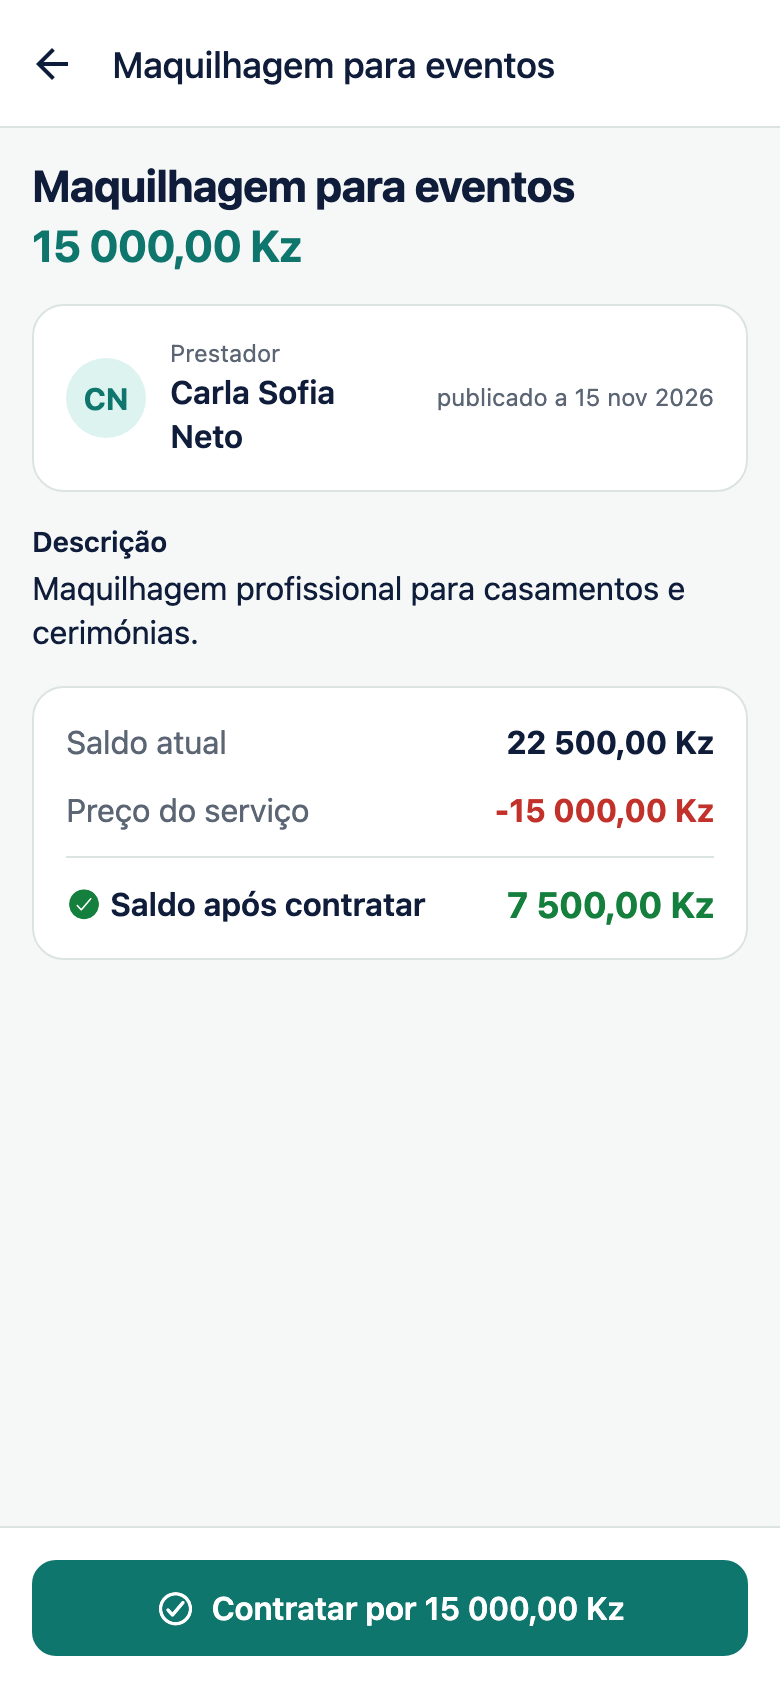 Maquilhagem para eventos
Maquilhagem para eventos
15 000,00 Kz
CN
Prestador
Carla Sofia
Neto
publicado a 15 nov 2026
Descrição
Maquilhagem profissional para casamentos e
cerimónias.
Saldo atual 22 500,00 Kz
Preço do serviço -15 000,00 Kz
Saldo após contratar 7 500,00 Kz
Contratar por 15 000,00 Kz